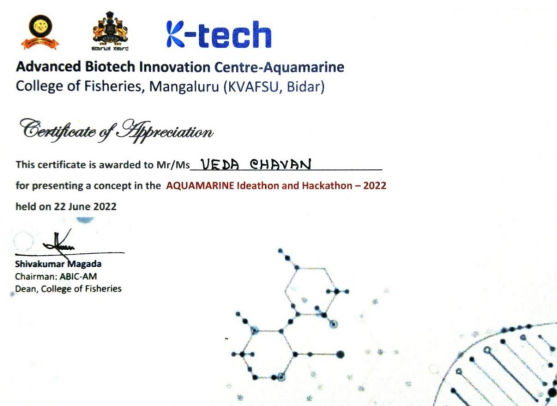 K-tech
Advanced Biotech Innovation Centre-Aquamarine
College of Fisheries, Mangaluru (KVAFSU, Bidar)
Certificate of Appreciation
This certificate is awarded to Mr/Ms VEDA CHAVAN
for presenting a concept in the AQUAMARINE Ideathon and Hackathon – 2022
held on 22 June 2022
Shivakumar Magada
Chairman: ABIC-AM
Dean, College of Fisheries